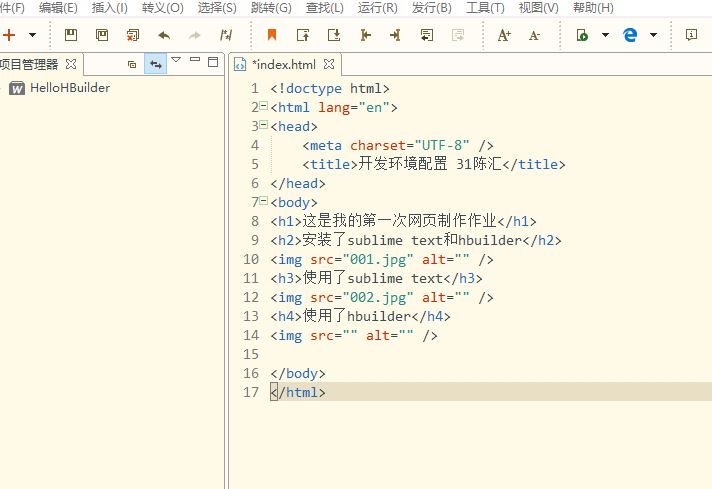 件(F) 编辑(E) 插入(I) 转义(O) 选择(S) 跳转(G) 查找(L) 运行(R) 发行(B) 工具(T) 视图(V) 帮助(H)
A+ A-
项目管理器 *index.html
W HelloHBuilder
1 <!doctype html>
2 <html lang="en">
3 <head>
4 <meta charset="UTF-8" />
5 <title>开发环境配置 31陈汇</title>
6 </head>
7 <body>
8 <h1>这是我的第一次网页制作作业</h1>
9 <h2>安装了sublime text和hbuilder</h2>
10 <img src="001.jpg" alt="" />
11 <h3>使用了sublime text</h3>
12 <img src="002.jpg" alt="" />
13 <h4>使用了hbuilder</h4>
14 <img src="" alt="" />
15
16 </body>
17 </html>